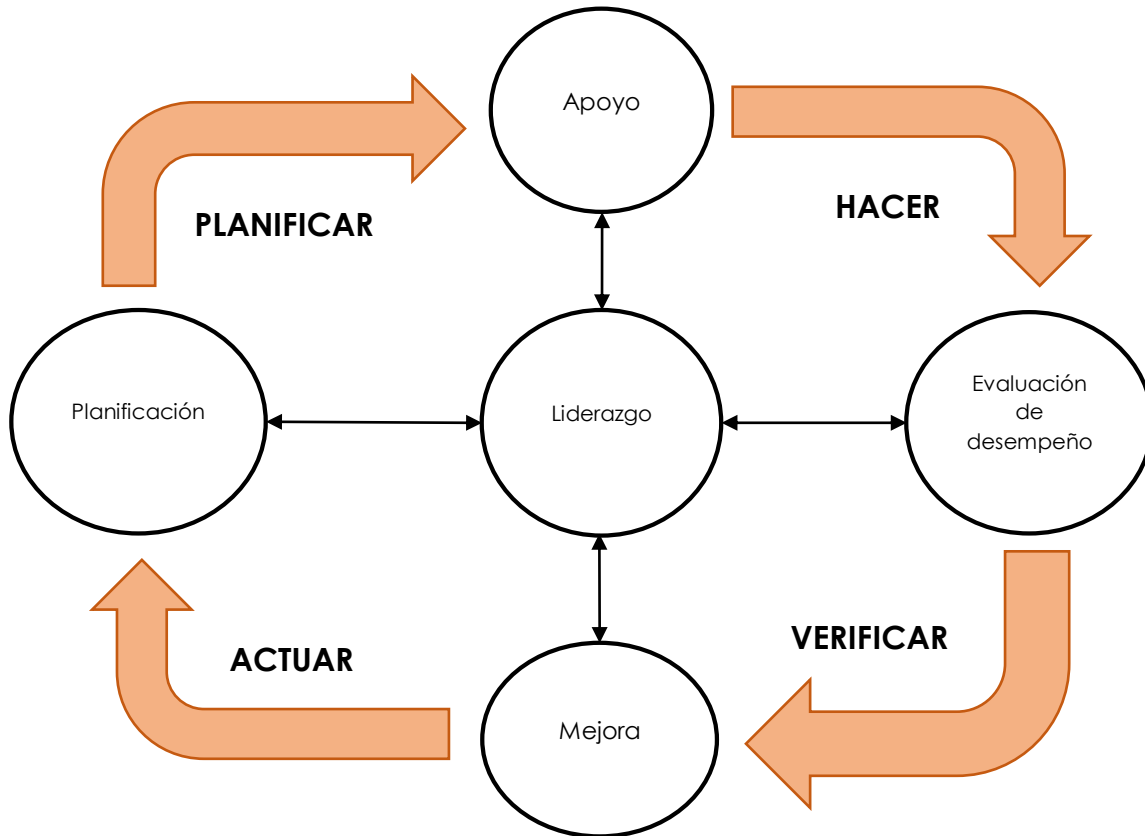 Apoyo
PLANIFICAR
HACER
Planificación
Liderazgo
Evaluación
de
desempeño
ACTUAR
VERIFICAR
Mejora